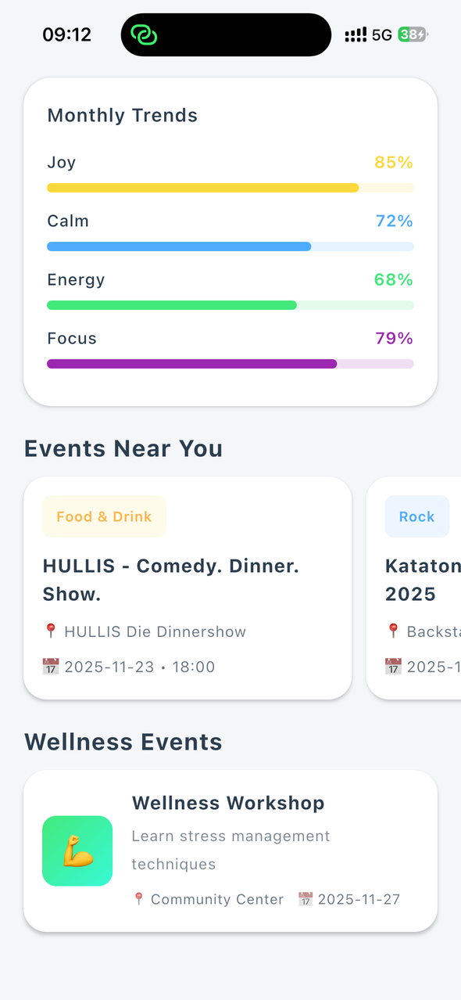 09:12
5G 38
Monthly Trends
Joy 85%
Calm 72%
Energy 68%
Focus 79%
Events Near You
Food & Drink
HULLIS - Comedy. Dinner.
Show.
📍 HULLIS Die Dinnershow
📅 2025-11-23 • 18:00
Rock
2025
Wellness Events
Wellness Workshop
Learn stress management
techniques
📍 Community Center 📅 2025-11-27